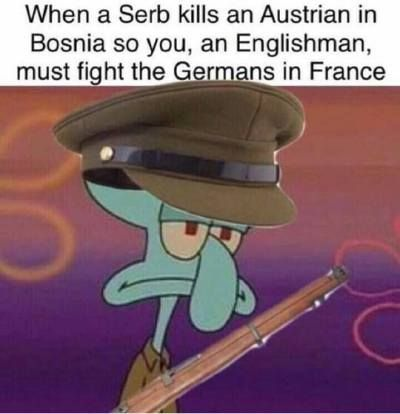 When a Serb kills an Austrian in
Bosnia so you, an Englishman,
must fight the Germans in France